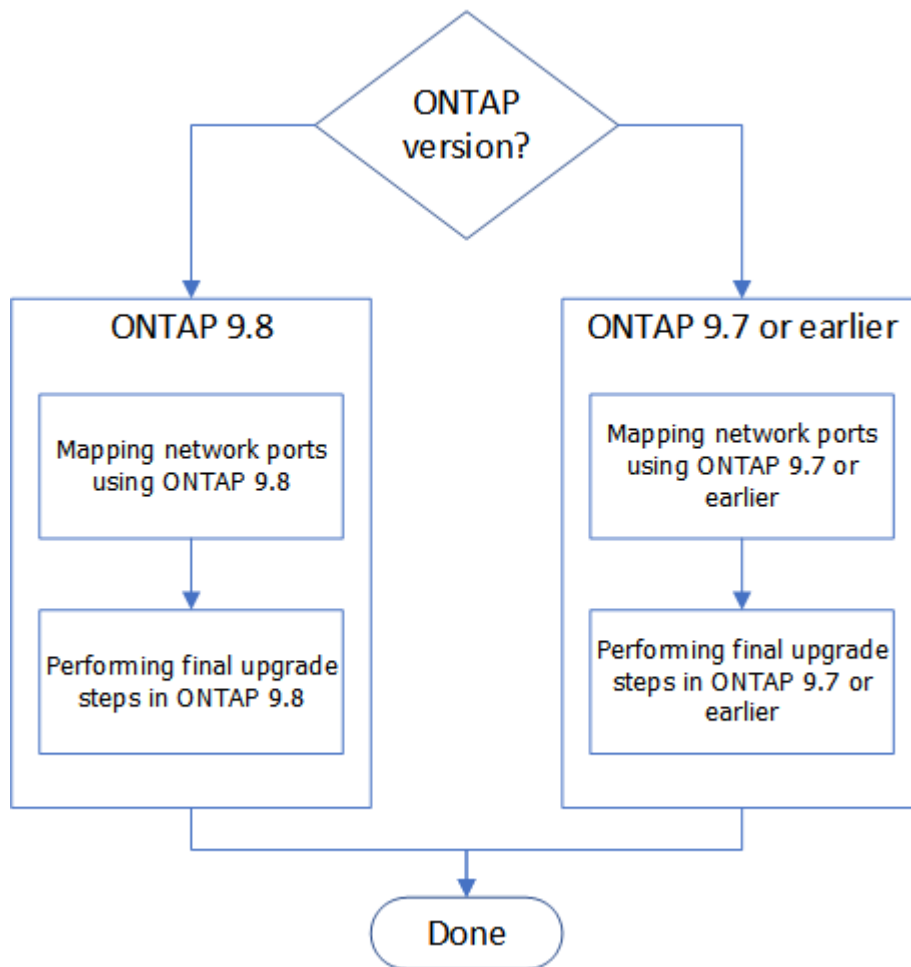 ONTAP
version?
ONTAP 9.8
Mapping network ports
using ONTAP 9.8
Performing final upgrade
steps in ONTAP 9.8
ONTAP 9.7 or earlier
Mapping network ports
using ONTAP 9.7 or
earlier
Performing final upgrade
steps in ONTAP 9.7 or
earlier
Done